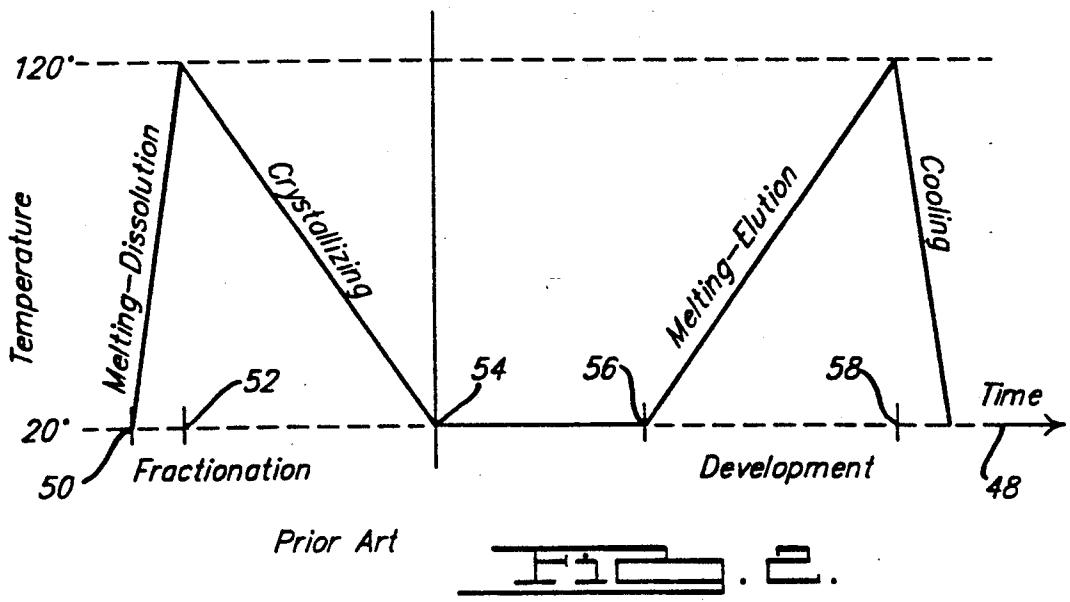 120°
Temperature
Melting-Dissolution
Crystallizing
Melting-Elution
Cooling
52
54
56
58
Time
20°
50
Fractionation
Development
48
Prior Art
FIG. 2.